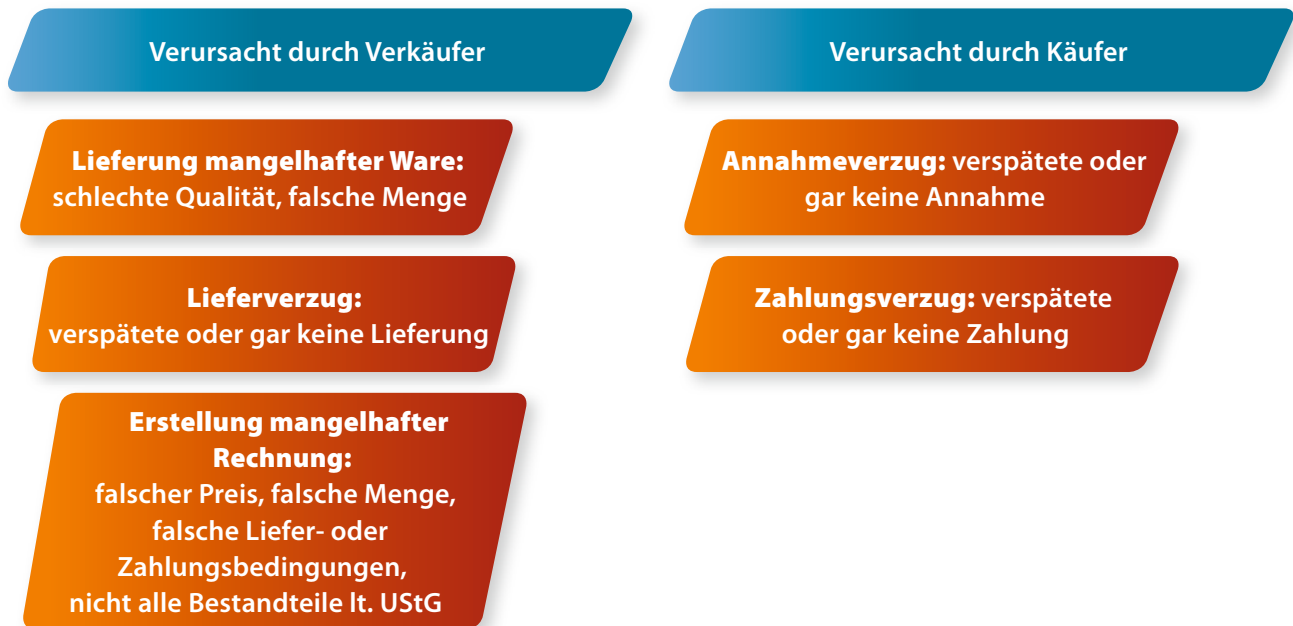 Verursacht durch Verkäufer
Lieferung mangelhafter Ware:
schlechte Qualität, falsche Menge
Lieferverzug:
verspätete oder gar keine Lieferung
Erstellung mangelhafter
Rechnung:
falscher Preis, falsche Menge,
falsche Liefer- oder
Zahlungsbedingungen,
nicht alle Bestandteile lt. UStG
Verursacht durch Käufer
Annahmeverzug: verspätete oder
gar keine Annahme
Zahlungsverzug: verspätete
oder gar keine Zahlung